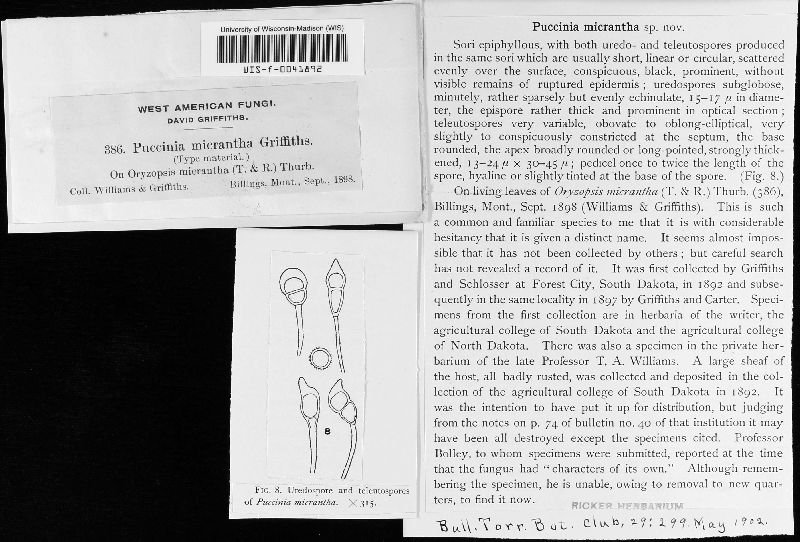 University of Wisconsin-Madison (WIS)
WIS-f-0043892
WEST AMERICAN FUNGI.
DAVID GRIFFITHS.
386. Puccinia micrantha Griffiths.
(Type material.)
On Oryzopsis micrantha (T. & R.) Thurb.
Coll. Williams & Griffiths. Billings, Mont., Sept., 1898.
8
FIG. 8. Uredospore and teleutospores
of Puccinia micrantha. × 315.
Puccinia micrantha sp. nov.
Sori epiphyllous, with both uredo- and teleutospores produced
in the same sori which are usually short, linear or circular, scattered
evenly over the surface, conspicuous, black, prominent, without
visible remains of ruptured epidermis; uredospores subglobose,
minutely, rather sparsely but evenly echinulate, 15–17 µ in diame-
ter, the epispore rather thick and prominent in optical section;
teleutospores very variable, obovate to oblong-elliptical, very
slightly to conspicuously constricted at the septum, the base
rounded, the apex broadly rounded or long-pointed, strongly thick-
ened, 13–24 µ × 30–45 µ; pedicel once to twice the length of the
spore, hyaline or slightly tinted at the base of the spore. (Fig. 8.)
On living leaves of Oryzopsis micrantha (T. & R.) Thurb. (386),
Billings, Mont., Sept. 1898 (Williams & Griffiths). This is such
a common and familiar species to me that it is with considerable
hesitancy that it is given a distinct name. It seems almost impos-
sible that it has not been collected by others; but careful search
has not revealed a record of it. It was first collected by Griffiths
and Schlosser at Forest City, South Dakota, in 1892 and subse-
quently in the same locality in 1897 by Griffiths and Carter. Speci-
mens from the first collection are in herbaria of the writer, the
agricultural college of South Dakota and the agricultural college
of North Dakota. There was also a specimen in the private her-
barium of the late Professor T. A. Williams. A large sheaf of
the host, all badly rusted, was collected and deposited in the col-
lection of the agricultural college of South Dakota in 1892. It
was the intention to have put it up for distribution, but judging
from the notes on p. 74 of bulletin no. 40 of that institution it may
have been all destroyed except the specimens cited. Professor
Bolley, to whom specimens were submitted, reported at the time
that the fungus had "characters of its own." Although remem-
bering the specimen, he is unable, owing to removal to new quar-
ters, to find it now.
RICKER HERBARIUM
Bull. Torr. Bot. Club, 29: 299. May 1902.